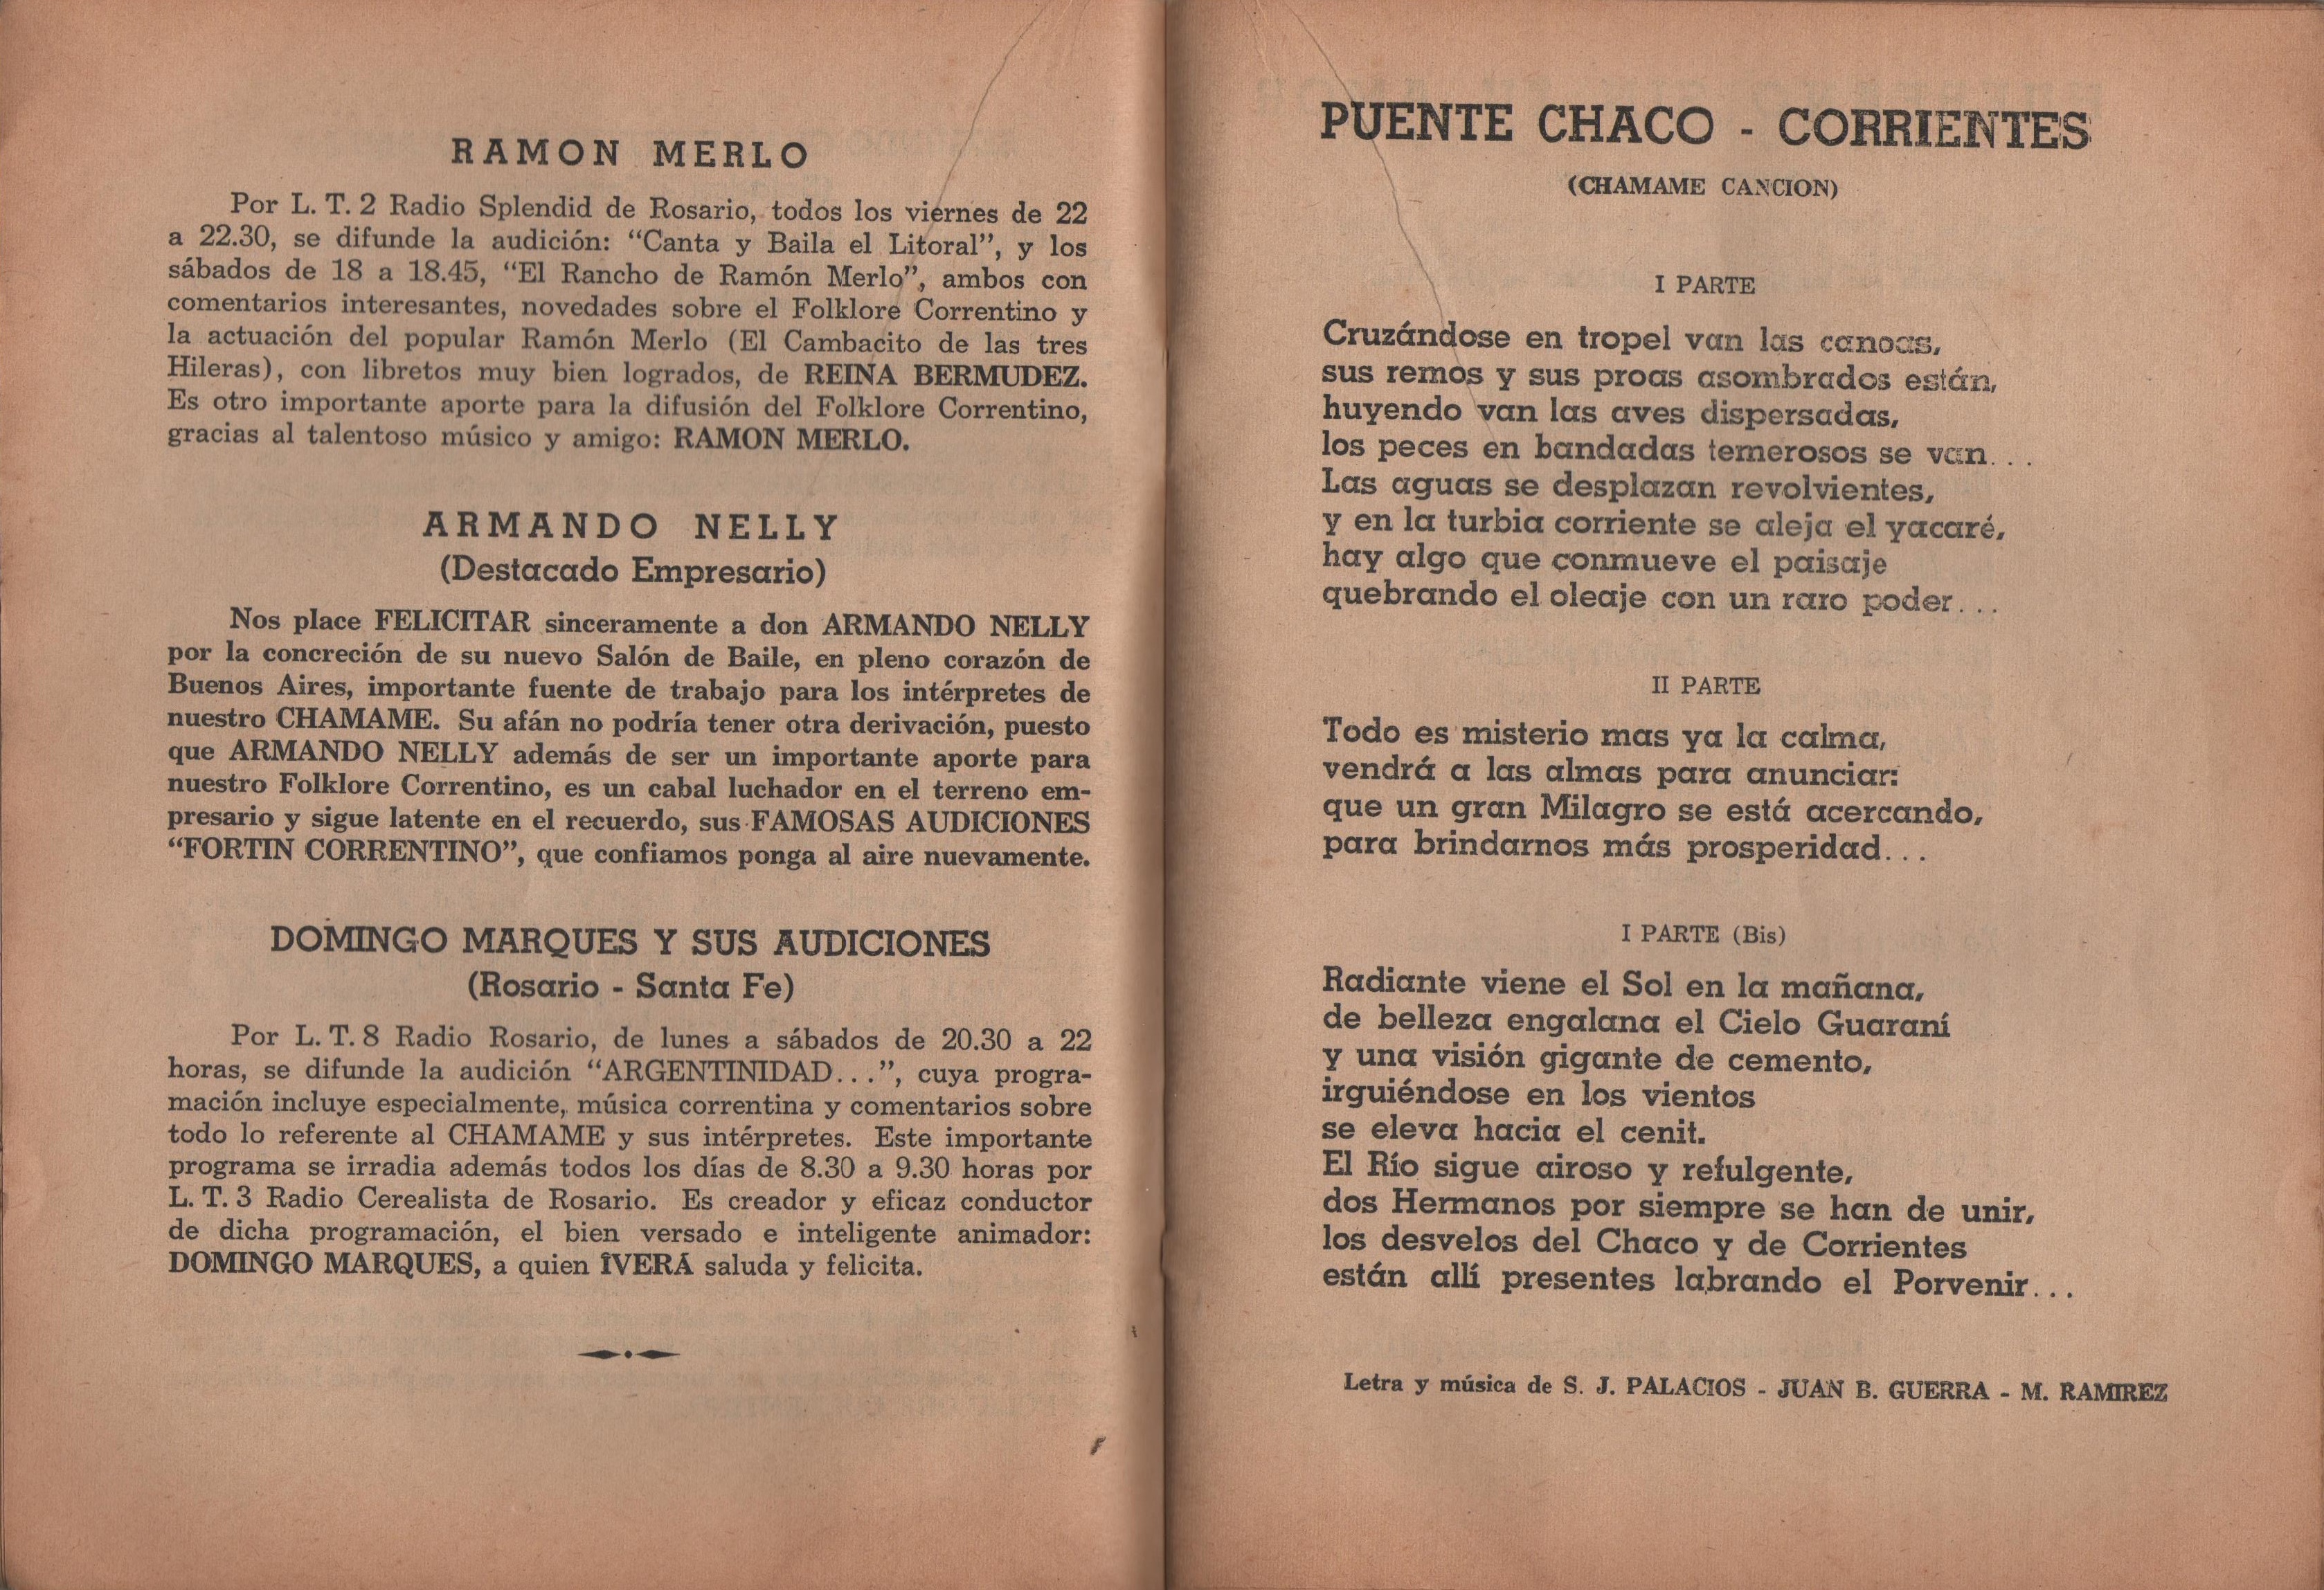 RAMON MERLO
Por L. T. 2 Radio Splendid de Rosario, todos los viernes de 22
a 22.30, se difunde la audición: “Canta y Baila el Litoral”, y los
sábados de 18 a 18.45, “El Rancho de Ramón Merlo”, ambos con
comentarios interesantes, novedades sobre el Folklore Correntino y
la actuación del popular Ramón Merlo (El Cambacito de las tres
Hileras), con libretos muy bien logrados, de REINA BERMUDEZ.
Es otro importante aporte para la difusión del Folklore Correntino,
gracias al talentoso músico y amigo: RAMON MERLO.
ARMANDO NELLY
(Destacado Empresario)
Nos place FELICITAR sinceramente a don ARMANDO NELLY
por la concreción de su nuevo Salón de Baile, en pleno corazón de
Buenos Aires, importante fuente de trabajo para los intérpretes de
nuestro CHAMAME. Su afán no podría tener otra derivación, puesto
que ARMANDO NELLY además de ser un importante aporte para
nuestro Folklore Correntino, es un cabal luchador en el terreno em-
presario y sigue latente en el recuerdo, sus FAMOSAS AUDICIONES
“FORTIN CORRENTINO”, que confiamos ponga al aire nuevamente.
DOMINGO MARQUES Y SUS AUDICIONES
(Rosario - Santa Fe)
Por L. T. 8 Radio Rosario, de lunes a sábados de 20.30 a 22
horas, se difunde la audición “ARGENTINIDAD...”, cuya progra-
mación incluye especialmente, música correntina y comentarios sobre
todo lo referente al CHAMAME y sus intérpretes. Este importante
programa se irradia además todos los días de 8.30 a 9.30 horas por
L. T. 3 Radio Cerealista de Rosario. Es creador y eficaz conductor
de dicha programación, el bien versado e inteligente animador:
DOMINGO MARQUES, a quien ÎVERÁ saluda y felicita.
PUENTE CHACO - CORRIENTES
(CHAMAME CANCION)
I PARTE
Cruzándose en tropel van las canoas,
sus remos y sus proas asombrados están,
huyendo van las aves dispersadas,
los peces en bandadas temerosos se van...
Las aguas se desplazan revolvientes,
y en la turbia corriente se aleja el yacaré,
hay algo que conmueve el paisaje
quebrando el oleaje con un raro poder...
II PARTE
Todo es misterio mas ya la calma,
vendrá a las almas para anunciar:
que un gran Milagro se está acercando,
para brindarnos más prosperidad...
I PARTE (Bis)
Radiante viene el Sol en la mañana,
de belleza engalana el Cielo Guaraní
y una visión gigante de cemento,
irguiéndose en los vientos
se eleva hacia el cenit.
El Río sigue airoso y refulgente,
dos Hermanos por siempre se han de unir,
los desvelos del Chaco y de Corrientes
están allí presentes labrando el Porvenir...
Letra y música de S. J. PALACIOS - JUAN B. GUERRA - M. RAMIREZ